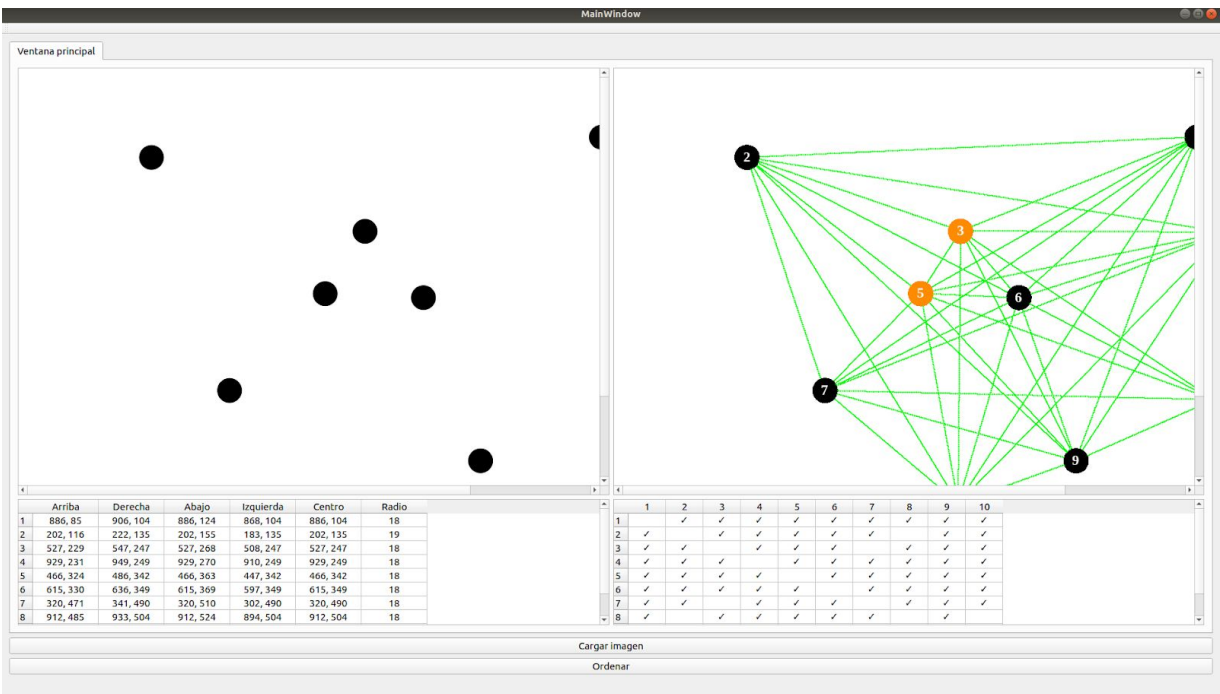 MainWindow
Ventana principal
2
3
5
6
7
9
Arriba Derecha Abajo Izquierda Centro Radio
1 886, 85 906, 104 886, 124 868, 104 886, 104 18
2 202, 116 222, 135 202, 155 183, 135 202, 135 19
3 527, 229 547, 247 527, 268 508, 247 527, 247 18
4 929, 231 949, 249 929, 270 910, 249 929, 249 18
5 466, 324 486, 342 466, 363 447, 342 466, 342 18
6 615, 330 636, 349 615, 369 597, 349 615, 349 18
7 320, 471 341, 490 320, 510 302, 490 320, 490 18
8 912, 485 933, 504 912, 524 894, 504 912, 504 18
1 2 3 4 5 6 7 8 9 10
1 ✓ ✓ ✓ ✓ ✓ ✓ ✓ ✓ ✓
2 ✓ ✓ ✓ ✓ ✓ ✓ ✓ ✓
3 ✓ ✓ ✓ ✓ ✓ ✓ ✓ ✓
4 ✓ ✓ ✓ ✓ ✓ ✓ ✓ ✓ ✓
5 ✓ ✓ ✓ ✓ ✓ ✓ ✓ ✓ ✓
6 ✓ ✓ ✓ ✓ ✓ ✓ ✓ ✓ ✓
7 ✓ ✓ ✓ ✓ ✓ ✓ ✓ ✓
8 ✓ ✓ ✓ ✓ ✓ ✓ ✓
Cargar imagen
Ordenar